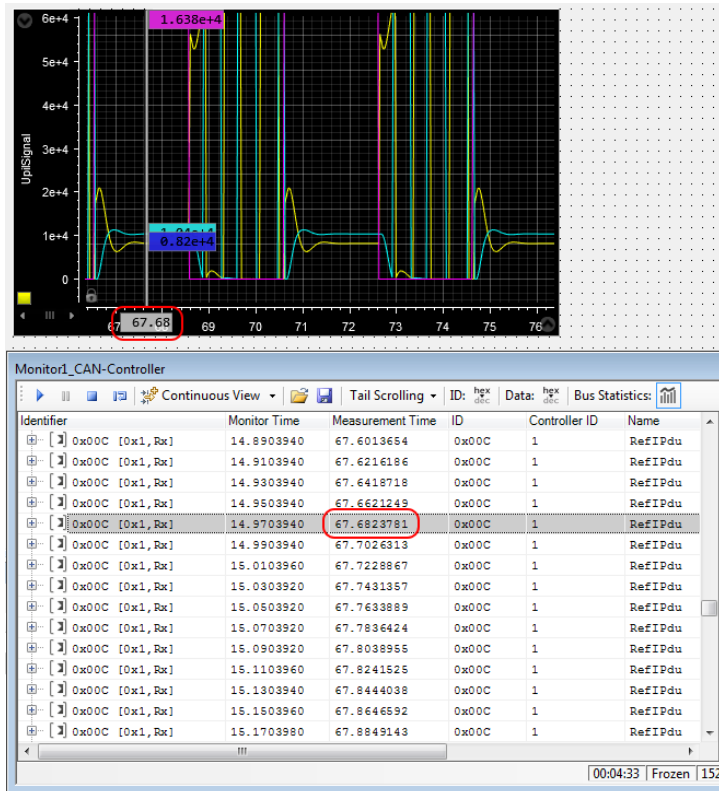 6e+4 1.638e+4
5e+4
4e+4
3e+4
2e+4
1e+4
0
UpilSignal
0.82e+4
67.68 69 70 71 72 73 74 75 76
Monitor1_CAN-Controller
Continuous View Tail Scrolling ID: hex dec Data: hex dec Bus Statistics:
Identifier Monitor Time Measurement Time ID Controller ID Name
0x00C [0x1,Rx] 14.8903940 67.6013654 0x00C 1 RefIPdu
0x00C [0x1,Rx] 14.9103940 67.6216186 0x00C 1 RefIPdu
0x00C [0x1,Rx] 14.9303940 67.6418718 0x00C 1 RefIPdu
0x00C [0x1,Rx] 14.9503940 67.6621249 0x00C 1 RefIPdu
0x00C [0x1,Rx] 14.9703940 67.6823781 0x00C 1 RefIPdu
0x00C [0x1,Rx] 14.9903940 67.7026313 0x00C 1 RefIPdu
0x00C [0x1,Rx] 15.0103960 67.7228867 0x00C 1 RefIPdu
0x00C [0x1,Rx] 15.0303920 67.7431357 0x00C 1 RefIPdu
0x00C [0x1,Rx] 15.0503920 67.7633889 0x00C 1 RefIPdu
0x00C [0x1,Rx] 15.0703920 67.7836424 0x00C 1 RefIPdu
0x00C [0x1,Rx] 15.0903920 67.8038955 0x00C 1 RefIPdu
0x00C [0x1,Rx] 15.1103960 67.8241525 0x00C 1 RefIPdu
0x00C [0x1,Rx] 15.1303940 67.8444038 0x00C 1 RefIPdu
0x00C [0x1,Rx] 15.1503960 67.8646592 0x00C 1 RefIPdu
0x00C [0x1,Rx] 15.1703980 67.8849143 0x00C 1 RefIPdu
00:04:33 Frozen 152